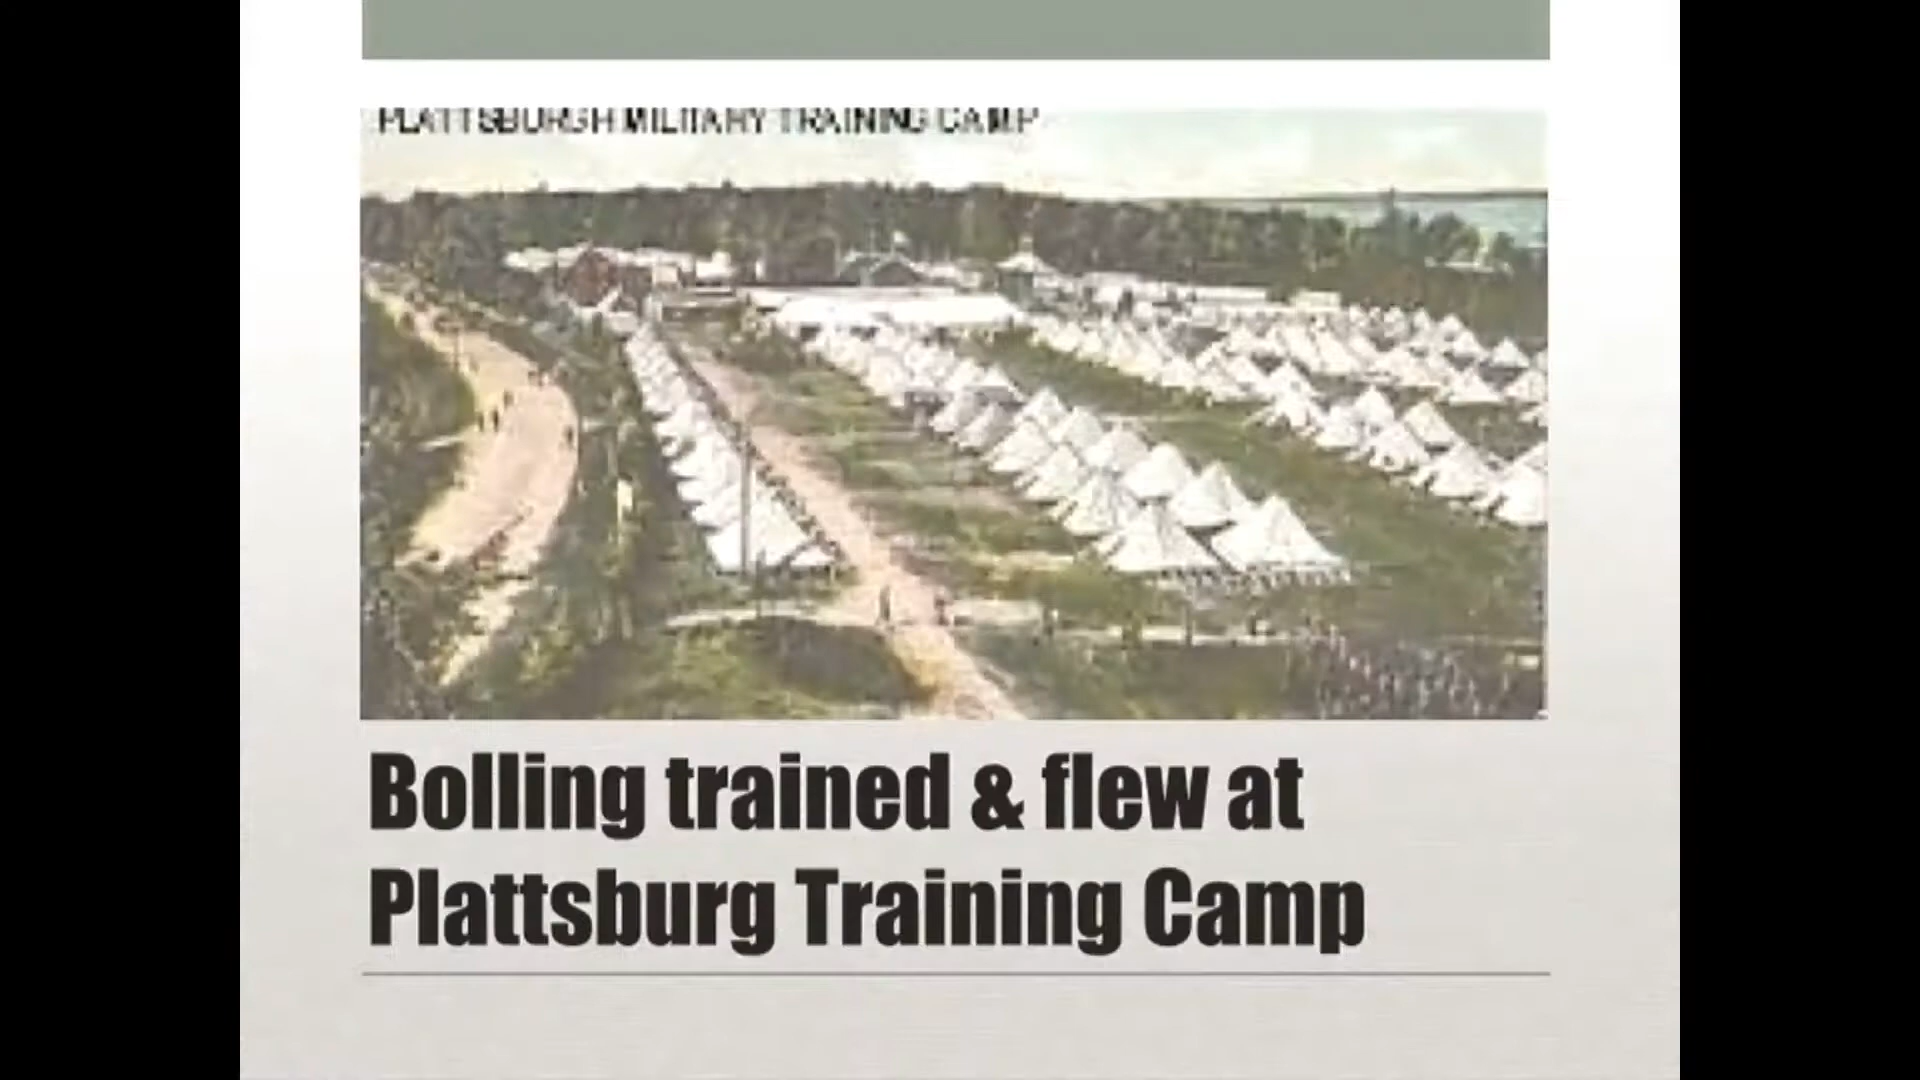 PLATTSBURGH MILITARY TRAINING CAMP
Bolling trained & flew at
Plattsburg Training Camp